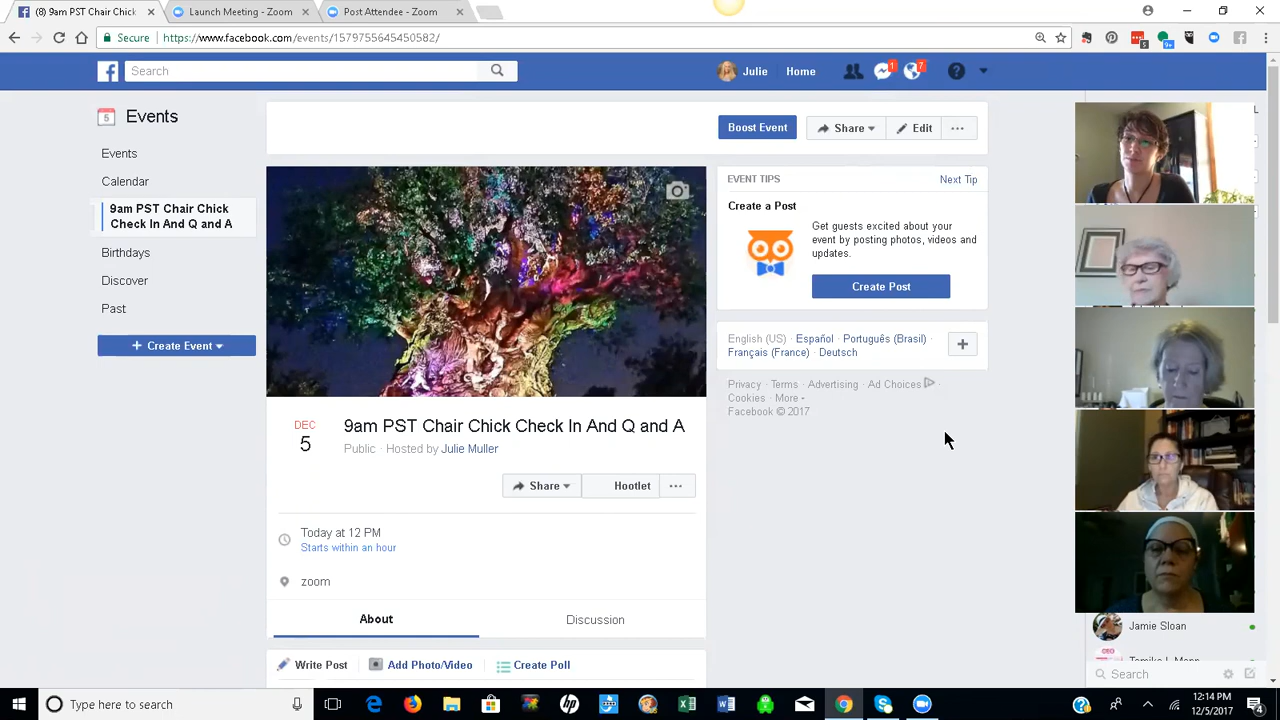 (8) 9am PST Chair Chick
Launch Meeting - Zoom
Post Attendee - Zoom
Secure
https://www.facebook.com/events/1579755645450582/
5
9+
Search
Julie
Home
1
7
5
Events
Events
Calendar
9am PST Chair Chick
Check In And Q and A
Birthdays
Discover
Past
Create Event
Boost Event
Share
Edit
EVENT TIPS
Next Tip
Create a Post
Get guests excited about your
event by posting photos, videos and
updates.
Create Post
English (US) · Español · Português (Brasil) ·
Français (France) · Deutsch
Privacy · Terms · Advertising · Ad Choices ·
Cookies · More
Facebook © 2017
DEC
5
9am PST Chair Chick Check In And Q and A
Public · Hosted by Julie Muller
Share
Hootlet
Today at 12 PM
Starts within an hour
zoom
About
Discussion
Write Post
Add Photo/Video
Create Poll
Jamie Sloan
Search
Type here to search
12:14 PM
12/5/2017
4